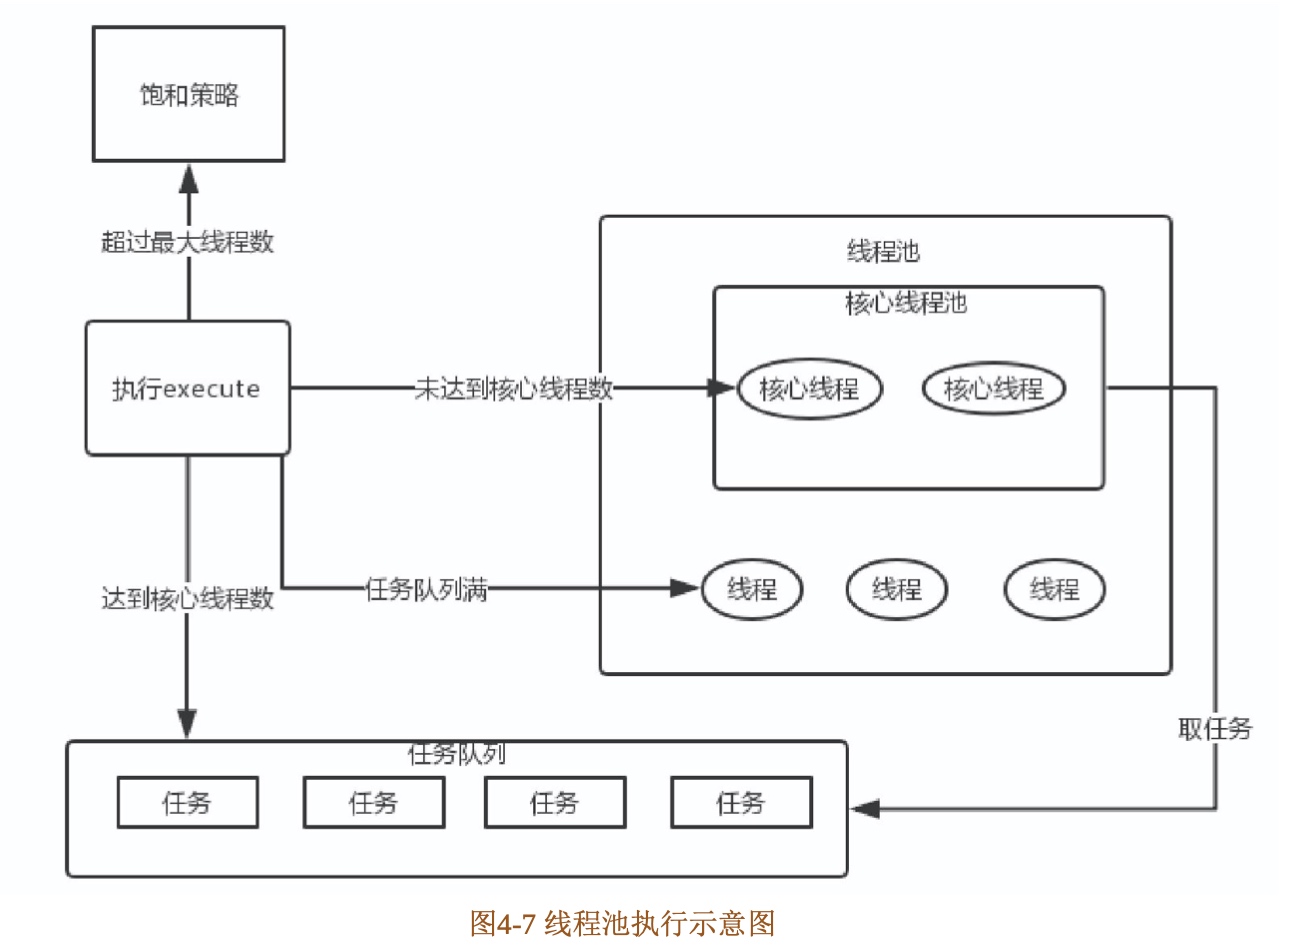 饱和策略
超过最大线程数
线程池
核心线程池
执行execute
未达到核心线程数
核心线程
核心线程
达到核心线程数
任务队列满
线程
线程
线程
取任务
任务队列
任务
任务
任务
任务
图4-7 线程池执行示意图